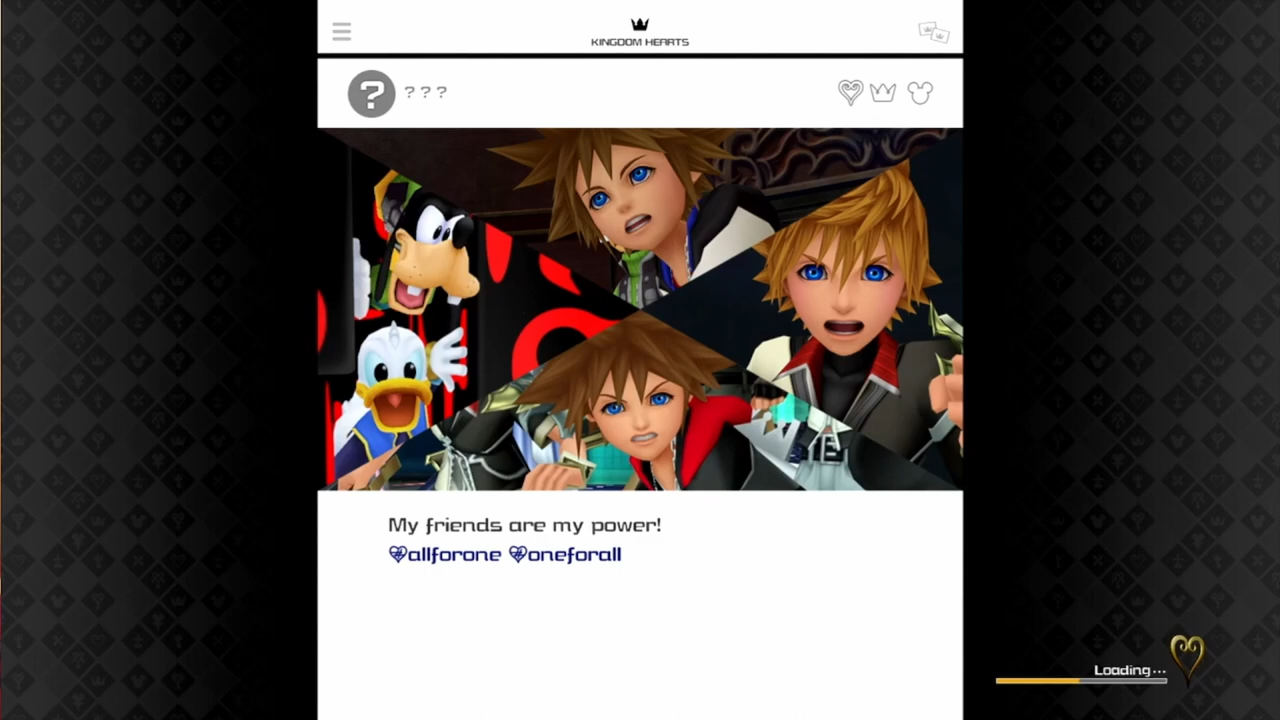 KINGDOM HEARTS
?
? ? ?
My friends are my power!
allforone oneforall
Loading...